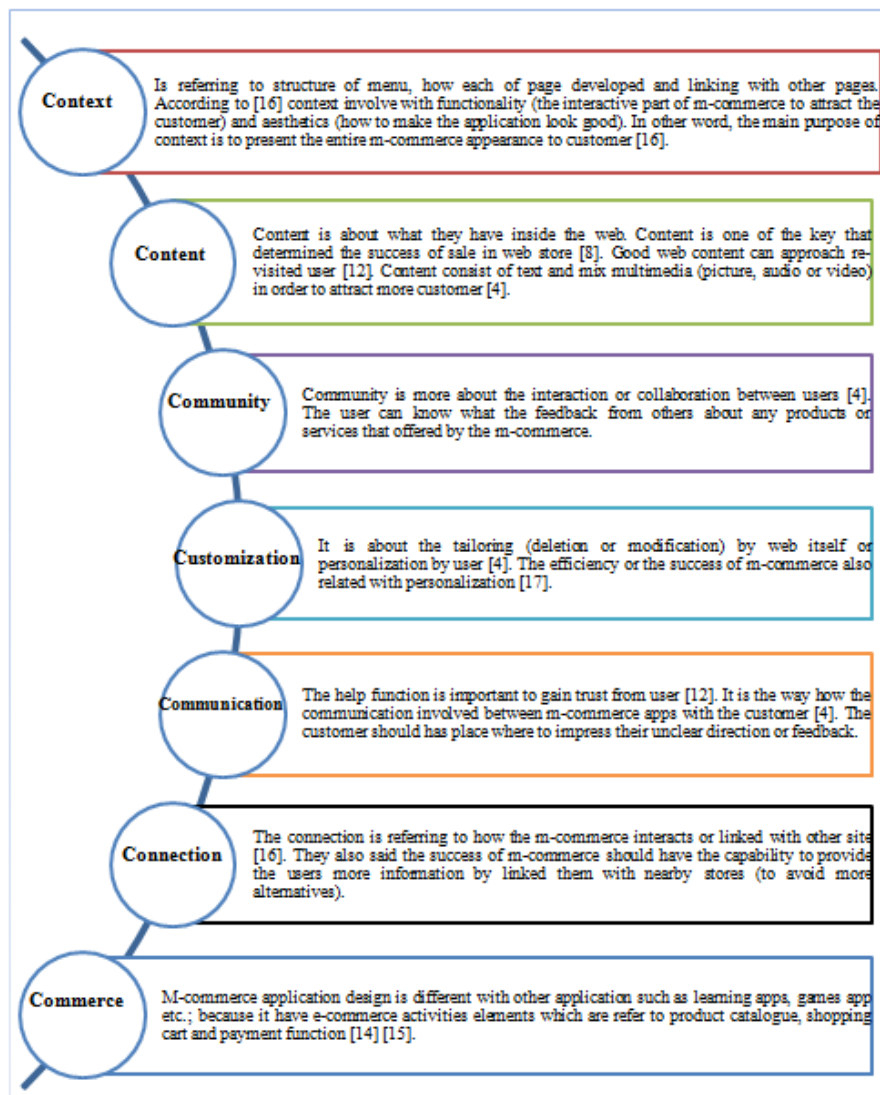 Context
Is referring to structure of menu, how each of page developed and linking with other pages.
According to [16] context involve with functionality (the interactive part of m-commerce to attract the
customer) and aesthetics (how to make the application look good). In other word, the main purpose of
context is to present the entire m-commerce appearance to customer [16].
Content
Content is about what they have inside the web. Content is one of the key that
determined the success of sale in web store [8]. Good web content can approach re-
visited user [12]. Content consist of text and mix multimedia (picture, audio or video)
in order to attract more customer [4].
Community
Community is more about the interaction or collaboration between users [4].
The user can know what the feedback from others about any products or
services that offered by the m-commerce.
Customization
It is about the tailoring (deletion or modification) by web itself or
personalization by user [4]. The efficiency or the success of m-commerce also
related with personalization [17].
Communication
The help function is important to gain trust from user [12]. It is the way how the
communication involved between m-commerce apps with the customer [4]. The
customer should has place where to impress their unclear direction or feedback.
Connection
The connection is referring to how the m-commerce interacts or linked with other site
[16]. They also said the success of m-commerce should have the capability to provide
the users more information by linked them with nearby stores (to avoid more
alternatives).
Commerce
M-commerce application design is different with other application such as learning apps, games app
etc.; because it have e-commerce activities elements which are refer to product catalogue, shopping
cart and payment function [14] [15].